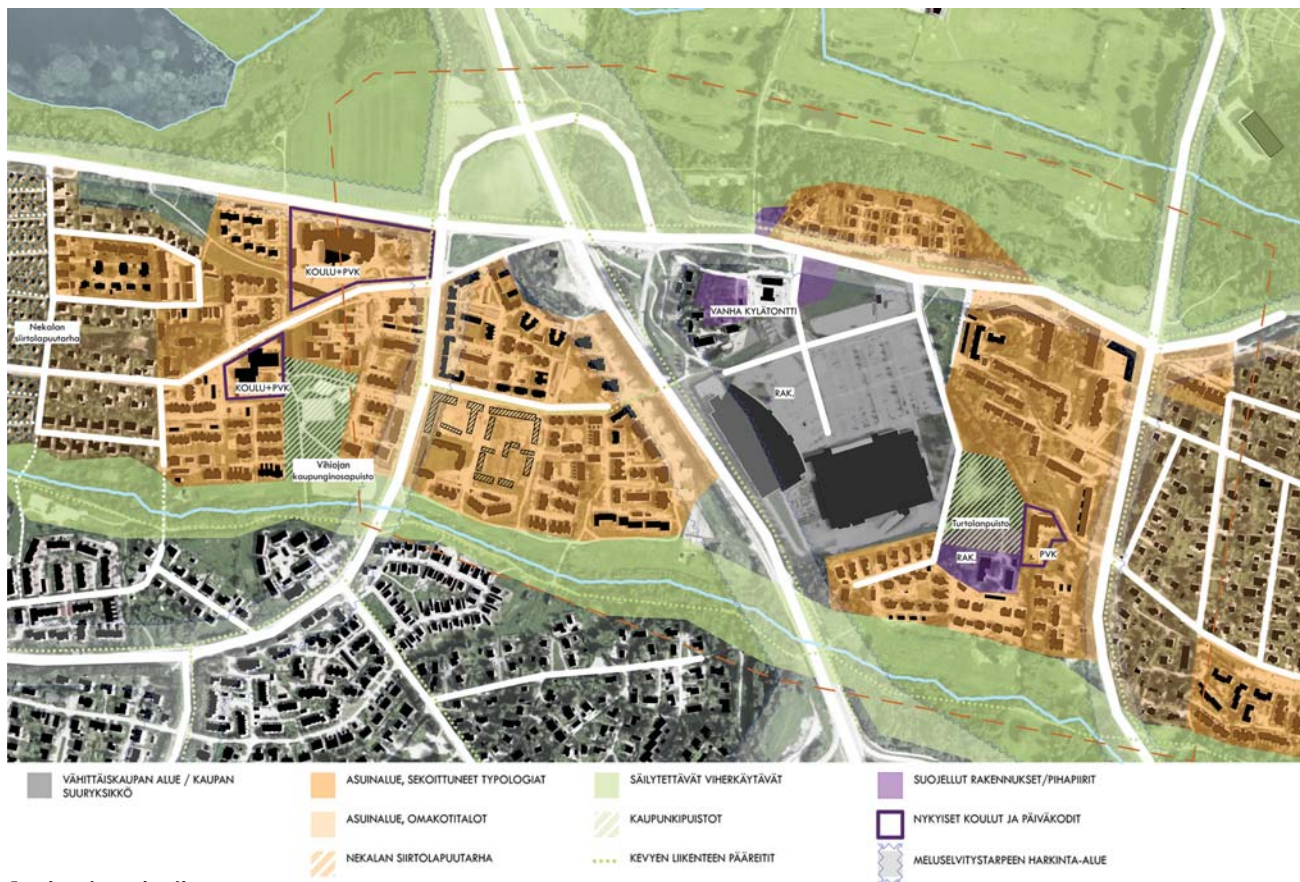 KOULU+PVK
VANHA KYLÄTONTTI
Nekalan
siirtolapuutarha
KOULU+PVK
RAK.
Vihiojan
kaupunginosapuisto
Turtolanpuisto
RAK.
PVK
VÄHITTÄISKAUPAN ALUE / KAUPAN
SUURYKSIKKÖ
ASUINALUE, SEKOITTUNEET TYPOLOGIAT
ASUINALUE, OMAKOTITALOT
NEKALAN SIIRTOLAPUUTARHA
SÄILYTETTÄVÄT VIHERKÄYTÄVÄT
KAUPUNKIPUISTOT
KEVYEN LIIKENTEEN PÄÄREITIT
SUOJELLUT RAKENNUKSET/PIHAPIIRIT
NYKYISET KOULUT JA PÄIVÄKODIT
MELUSELVITYSTARPEEN HARKINTA-ALUE